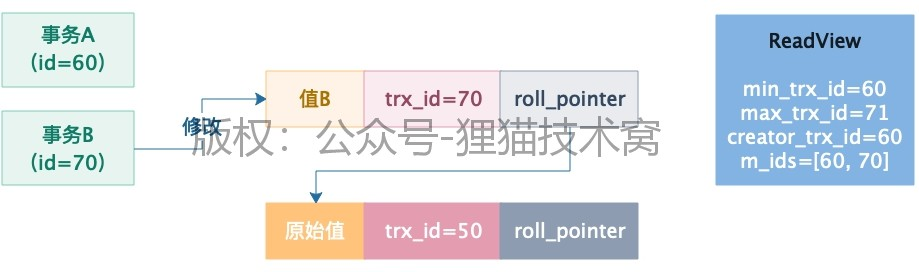 事务A
(id=60)
事务B
(id=70)
修改
值B
trx_id=70
roll_pointer
原始值
trx_id=50
roll_pointer
ReadView
min_trx_id=60
max_trx_id=71
creator_trx_id=60
m_ids=[60, 70]
版权：公众号-狸猫技术窝